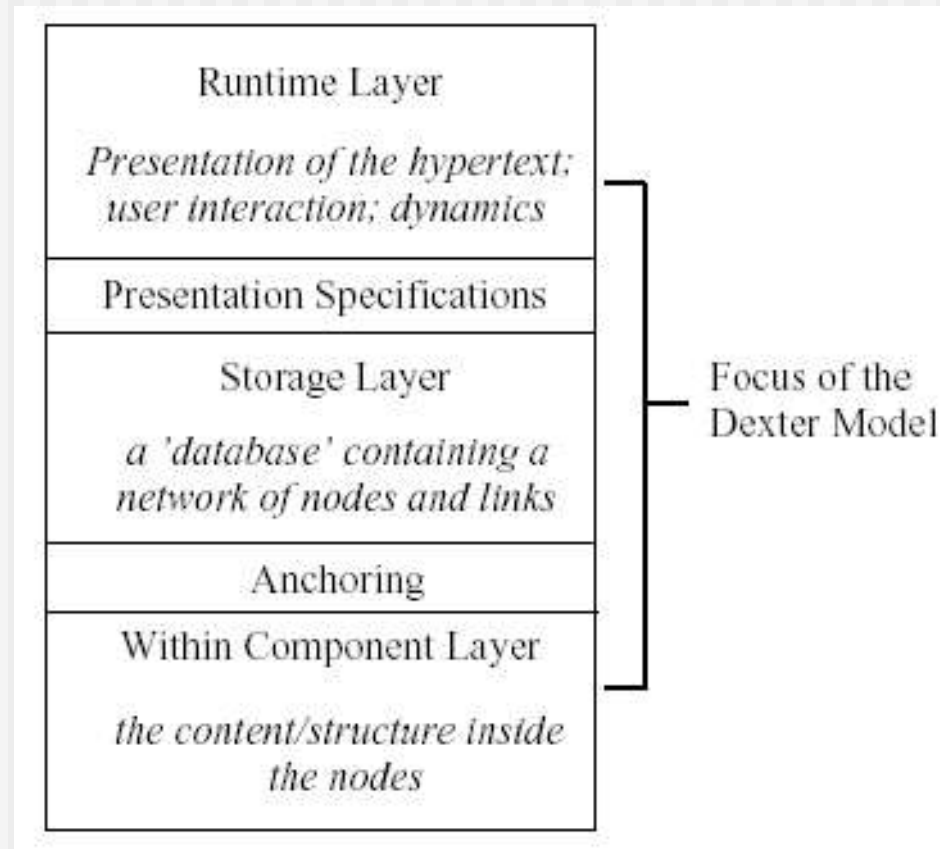 Runtime Layer
Presentation of the hypertext;
user interaction; dynamics
Presentation Specifications
Storage Layer
a 'database' containing a
network of nodes and links
Anchoring
Within Component Layer
the content/structure inside
the nodes
Focus of the
Dexter Model